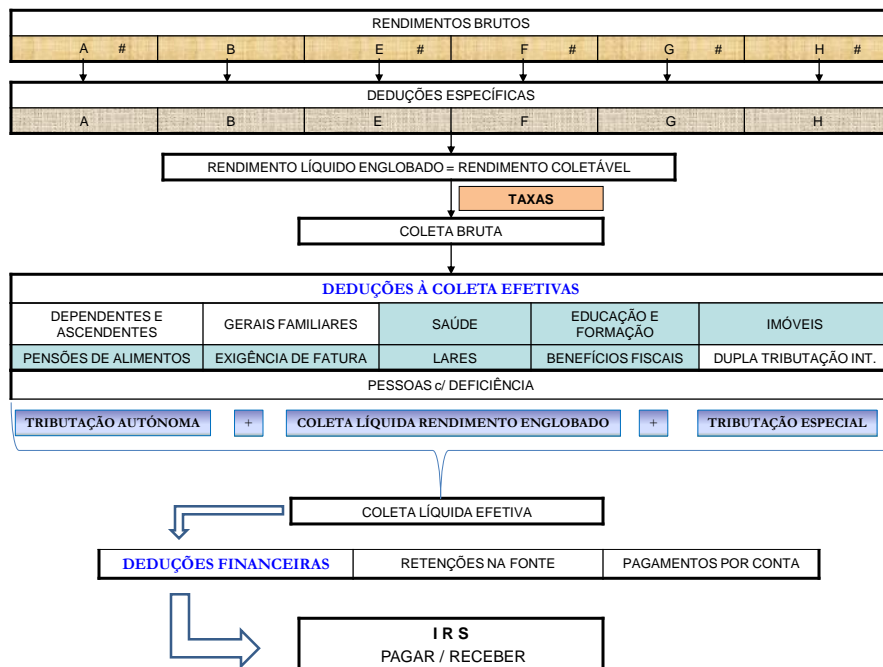 RENDIMENTOS BRUTOS
A # B E # F # G # H #
DEDUÇÕES ESPECÍFICAS
A B E F G H
RENDIMENTO LÍQUIDO ENGLOBADO = RENDIMENTO COLETÁVEL
TAXAS
COLETA BRUTA
DEDUÇÕES À COLETA EFETIVAS
DEPENDENTES E
ASCENDENTES
GERAIS FAMILIARES
SAÚDE
EDUCAÇÃO E
FORMAÇÃO
IMÓVEIS
PENSÕES DE ALIMENTOS
EXIGÊNCIA DE FATURA
LARES
BENEFÍCIOS FISCAIS
DUPLA TRIBUTAÇÃO INT.
PESSOAS c/ DEFICIÊNCIA
TRIBUTAÇÃO AUTÓNOMA + COLETA LÍQUIDA RENDIMENTO ENGLOBADO + TRIBUTAÇÃO ESPECIAL
COLETA LÍQUIDA EFETIVA
DEDUÇÕES FINANCEIRAS
RETENÇÕES NA FONTE
PAGAMENTOS POR CONTA
I R S
PAGAR / RECEBER